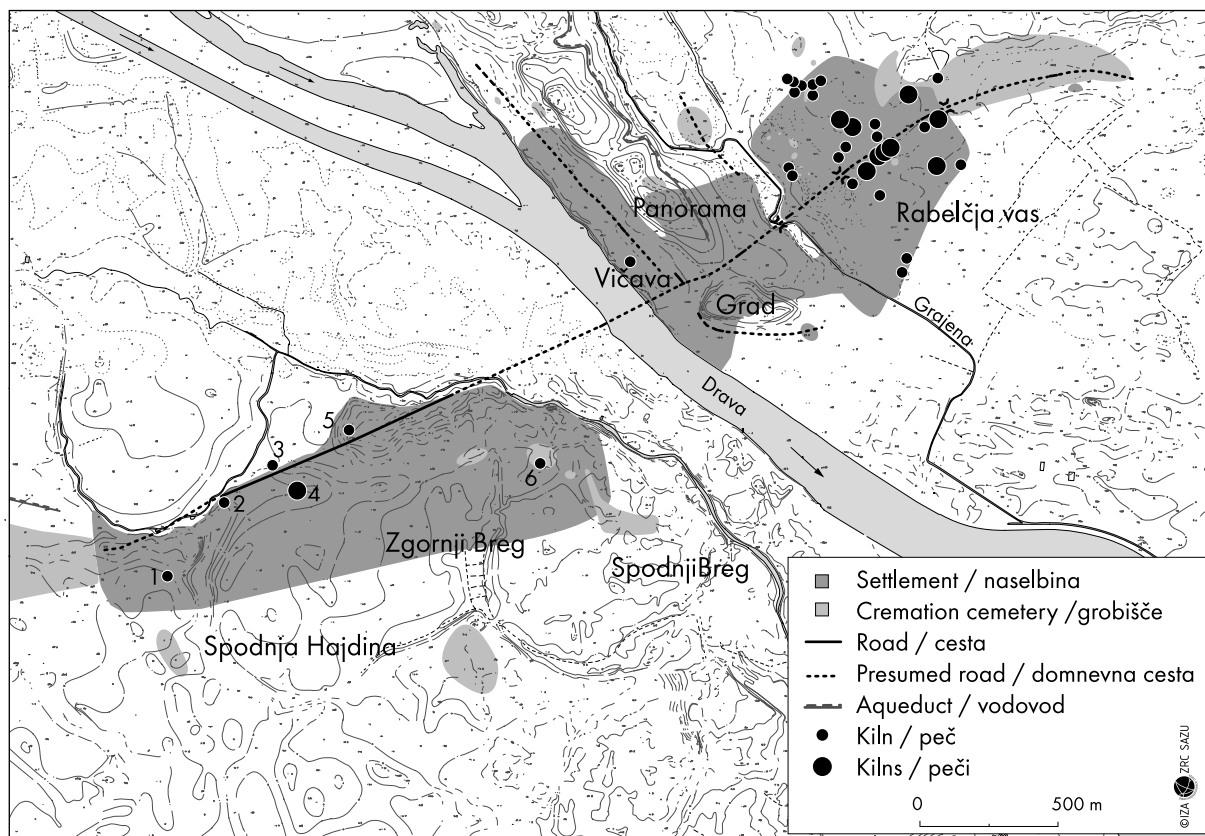 Panorama
Rabelčja vas
Vičava
Grad
Grajena
Drava
5
3
4
2
6
1
Zgornji Breg
SpodnjiBreg
Spodnja Hajdina
Settlement / naselbina
Cremation cemetery /grobišče
Road / cesta
Presumed road / domnevna cesta
Aqueduct / vodovod
Kiln / peč
Kilns / peči
0 500 m
©IZA ZRC SAZU